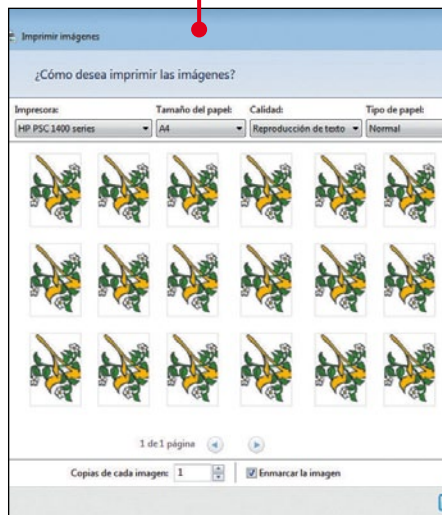 Imprimir imágenes
¿Cómo desea imprimir las imágenes?
Impresora: Tamaño del papel: Calidad: Tipo de papel:
HP PSC 1400 series A4 Reproducción de texto Normal
1 de 1 página
Copias de cada imagen: 1 Enmarcar la imagen